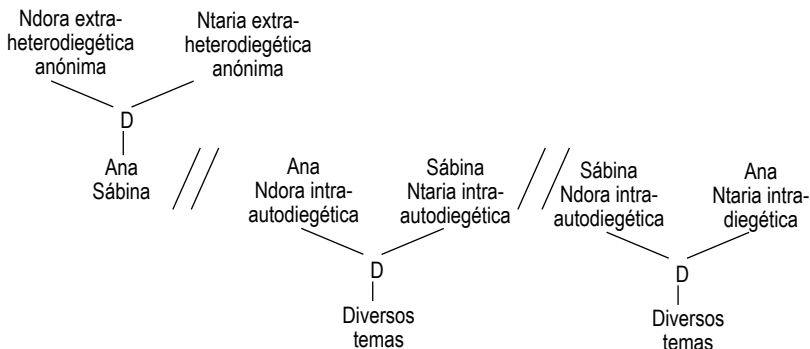 Ndora extra-
heterodiegética
anónima
Ntaria extra-
heterodiegética
anónima
D
Ana
Sábina
Ana
Ndora intra-
autodiegética
Sábina
Ntaria intra-
autodiegética
D
Diversos
temas
Sábina
Ndora intra-
autodiegética
Ana
Ntaria intra-
diegética
D
Diversos
temas